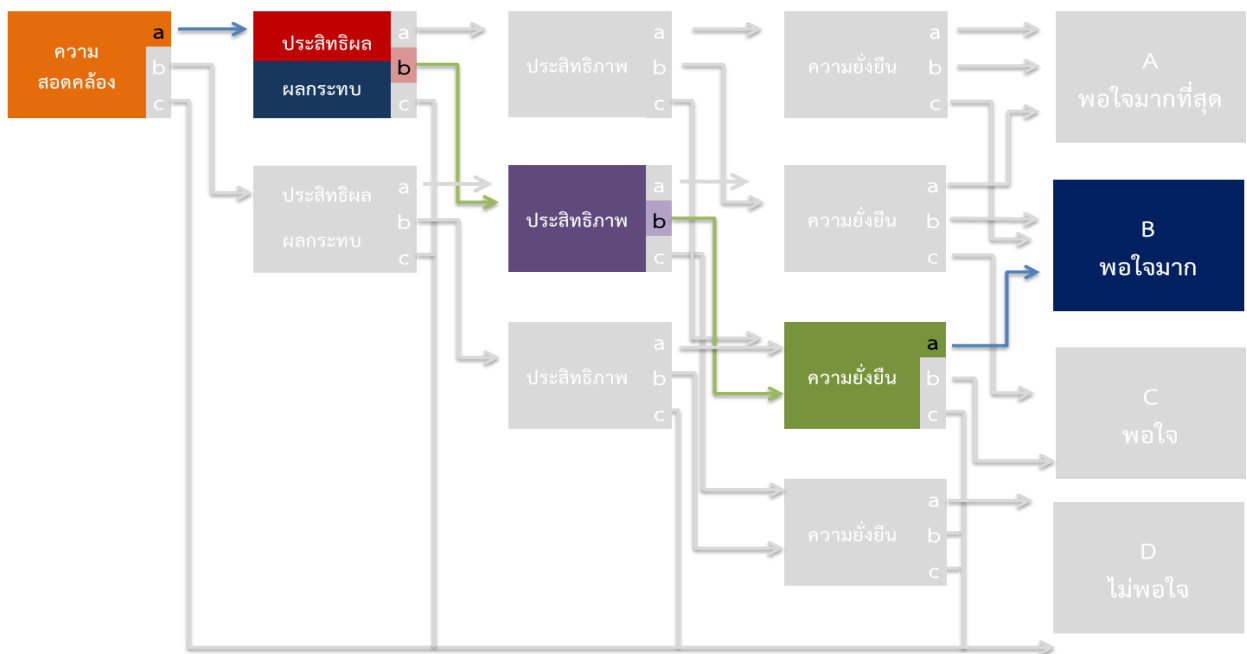 ความ
สอดคล้อง
a
b
c
ประสิทธิผล
ผลกระทบ
a
b
c
ประสิทธิภาพ
a
b
c
ความยั่งยืน
a
b
c
A
พอใจมากที่สุด
ประสิทธิผล
ผลกระทบ
a
b
c
ประสิทธิภาพ
a
b
c
ความยั่งยืน
a
b
c
B
พอใจมาก
ประสิทธิภาพ
a
b
c
ความยั่งยืน
a
b
c
C
พอใจ
ความยั่งยืน
a
b
c
D
ไม่พอใจ